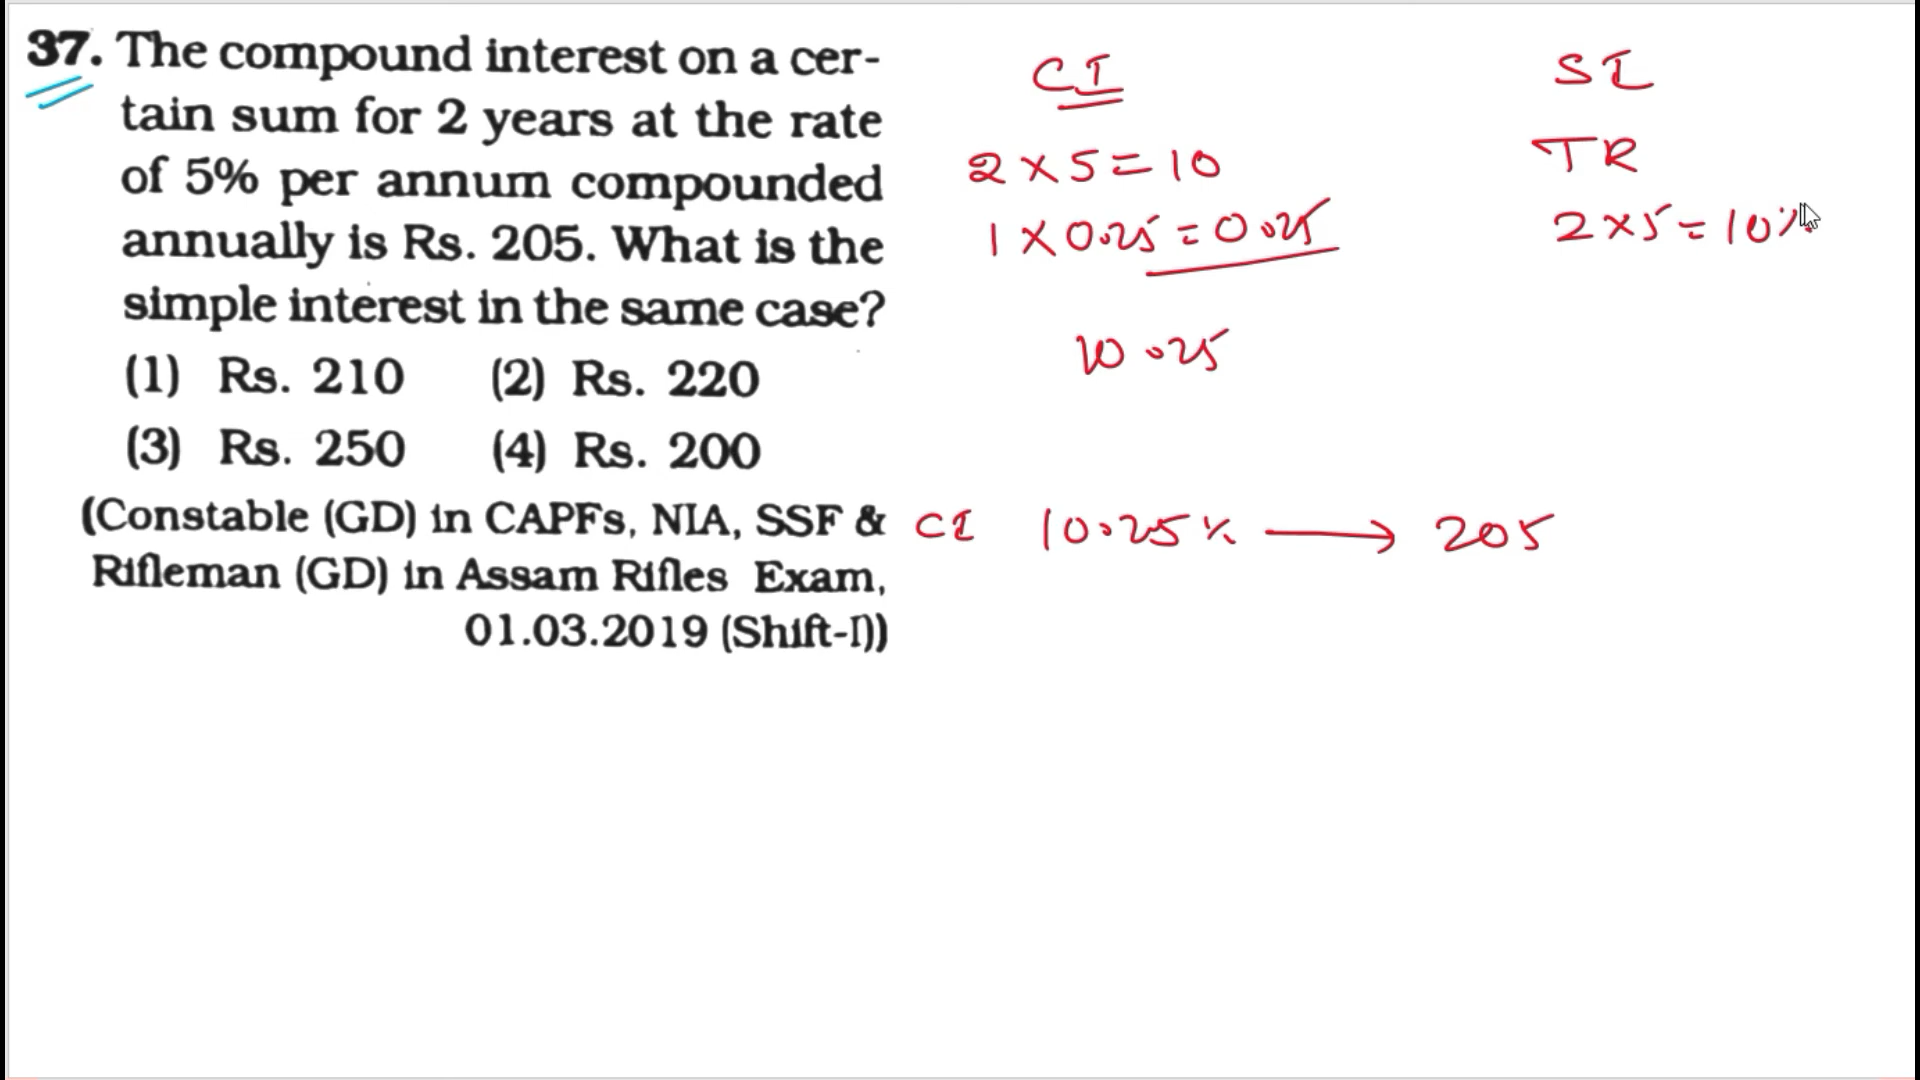 37. The compound interest on a cer-
tain sum for 2 years at the rate
of 5% per annum compounded
annually is Rs. 205. What is the
simple interest in the same case?
(1) Rs. 210 (2) Rs. 220
(3) Rs. 250 (4) Rs. 200
(Constable (GD) in CAPFs, NIA, SSF &
Rifleman (GD) in Assam Rifles Exam,
01.03.2019 (Shift-I))
CI
2 × 5 = 10
1 × 0.25 = 0.25
10.25
SI
TR
2 × 5 = 10%
CI 10.25% → 205